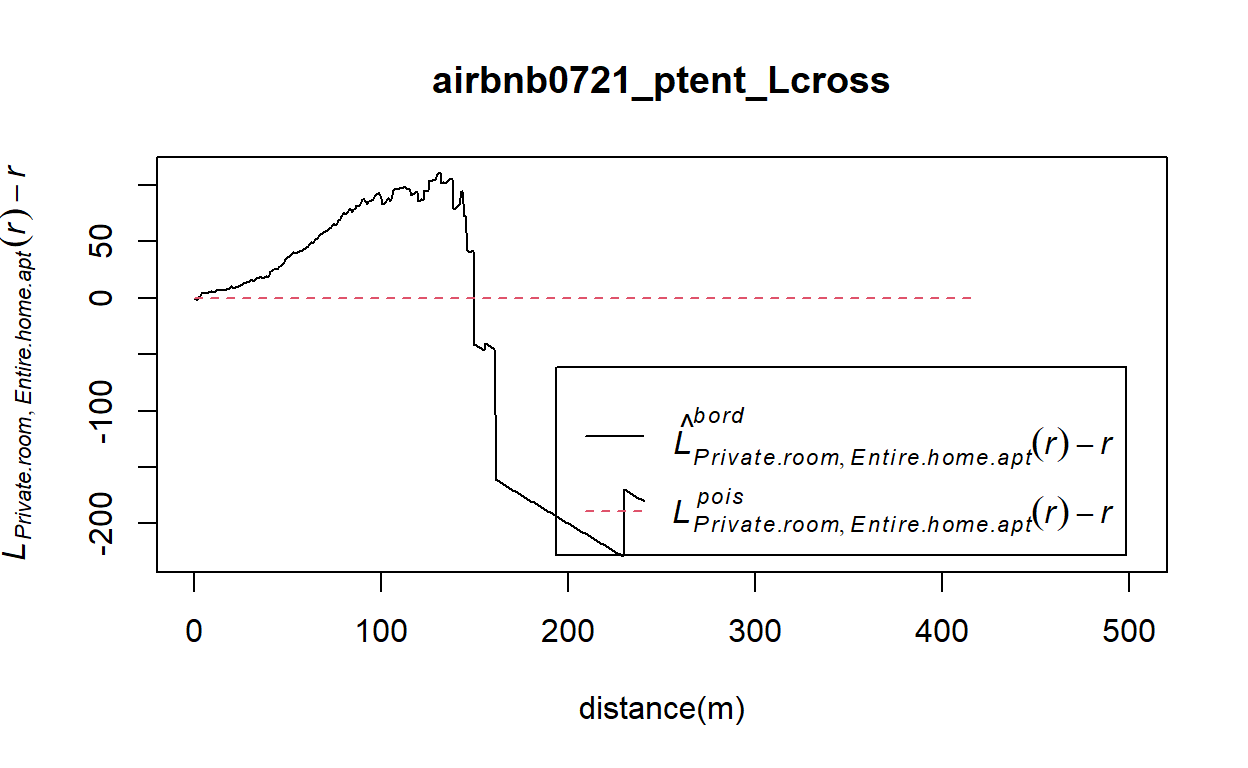 airbnb0721_ptent_Lcross
L Private.room, Entire.home.apt (r) − r
50
0
-100
-200
L̂ bord Private.room, Entire.home.apt (r) − r
L pois Private.room, Entire.home.apt (r) − r
0 100 200 300 400 500
distance(m)